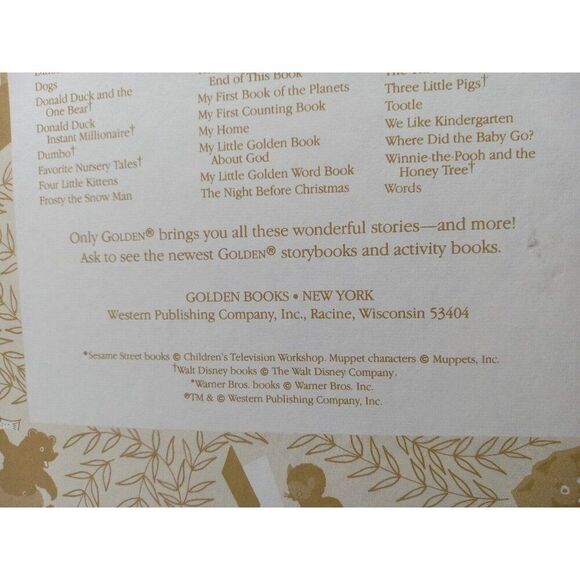 Dogs
Donald Duck and the
One Bear†
Donald Duck
Instant Millionaire†
Dumbo†
Favorite Nursery Tales†
Four Little Kittens
Frosty the Snow Man
End of This Book
My First Book of the Planets
My First Counting Book
My Home
My Little Golden Book
About God
My Little Golden Word Book
The Night Before Christmas
Three Little Pigs†
Tootle
We Like Kindergarten
Where Did the Baby Go?
Winnie-the-Pooh and the
Honey Tree†
Words
Only GOLDEN® brings you all these wonderful stories—and more!
Ask to see the newest GOLDEN® storybooks and activity books.
GOLDEN BOOKS • NEW YORK
Western Publishing Company, Inc., Racine, Wisconsin 53404
*Sesame Street books © Children's Television Workshop. Muppet characters © Muppets, Inc.
†Walt Disney books © The Walt Disney Company.
*Warner Bros. books © Warner Bros. Inc.
®TM & © Western Publishing Company, Inc.